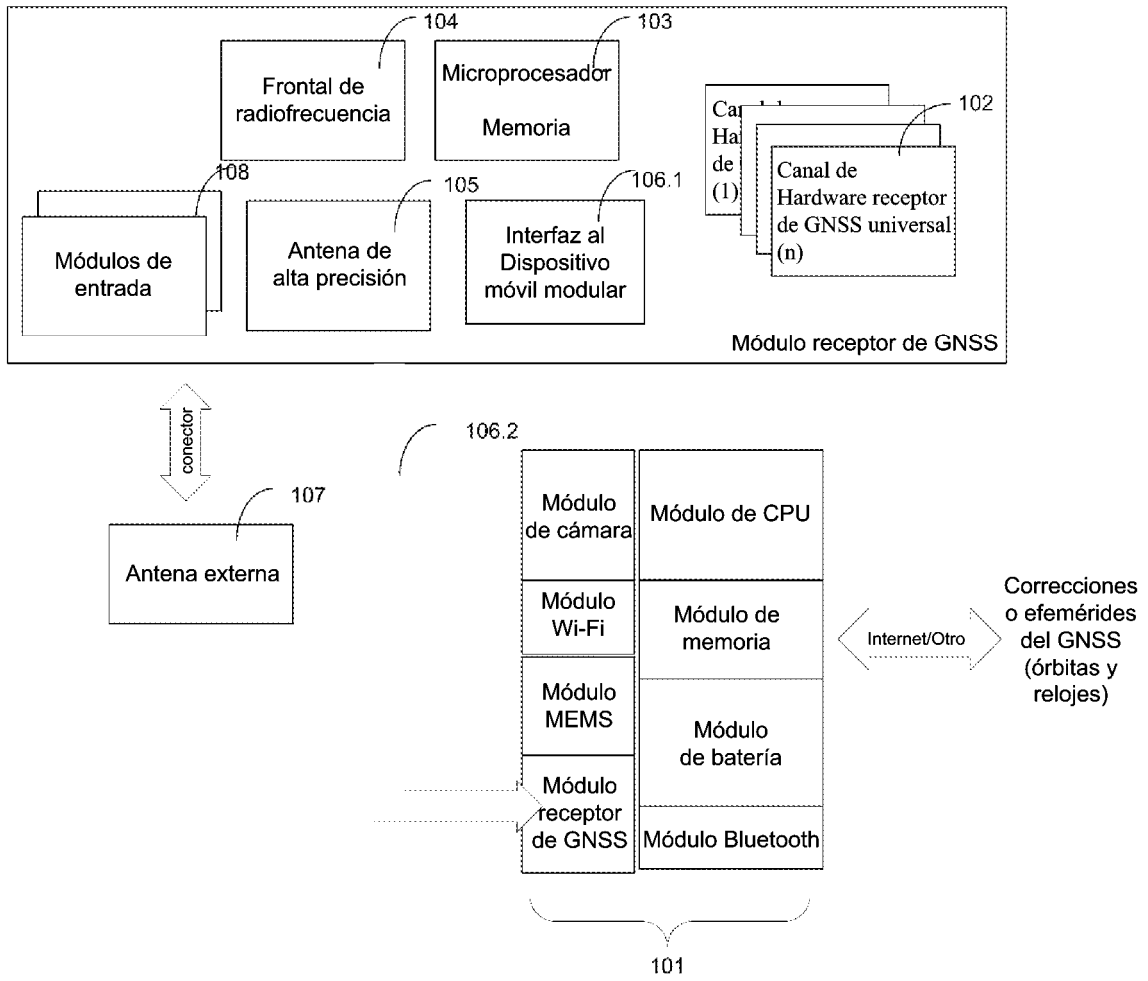 104
Frontal de
radiofrecuencia
103
Microprocesador
Memoria
102
(1)
Canal de
Hardware receptor
de GNSS universal
(n)
108
Módulos de
entrada
105
Antena de
alta precisión
106.1
Interfaz al
Dispositivo
móvil modular
Módulo receptor de GNSS
conector
106.2
107
Antena externa
Módulo
de cámara
Módulo de CPU
Módulo
Wi-Fi
Módulo de
memoria
Módulo
MEMS
Módulo
de batería
Módulo
receptor
de GNSS
Módulo Bluetooth
Internet/Otro
Correcciones
o efemérides
del GNSS
(órbitas y
relojes)
101